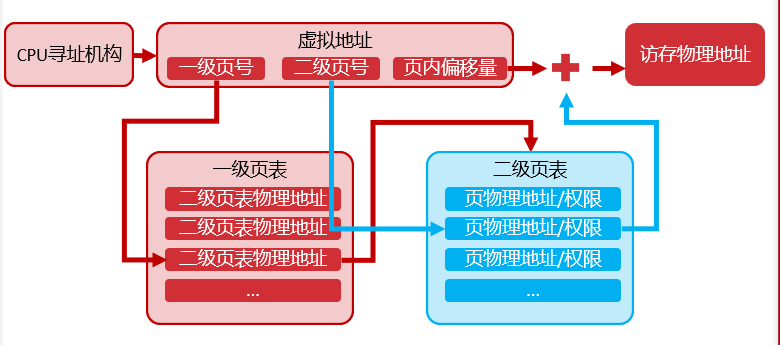 CPU寻址机构
虚拟地址
一级页号
二级页号
页内偏移量
访存物理地址
一级页表
二级页表物理地址
二级页表物理地址
二级页表物理地址
...
二级页表
页物理地址/权限
页物理地址/权限
页物理地址/权限
...